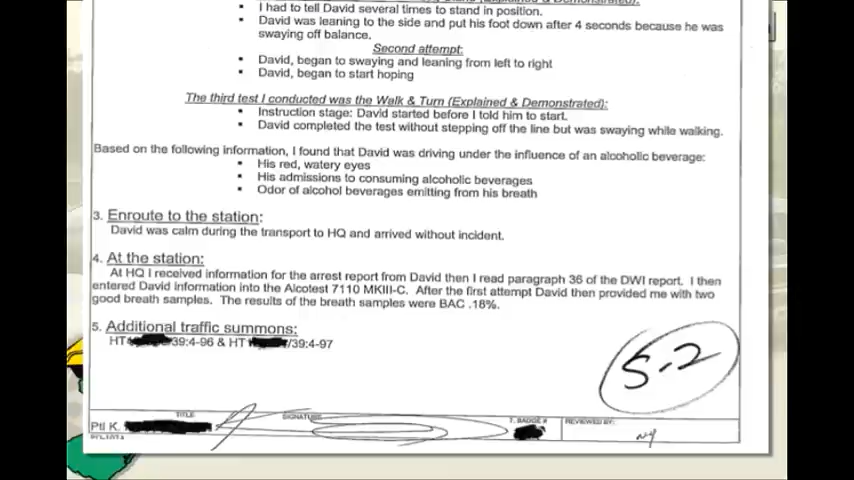 I had to tell David several times to stand in position.
David was leaning to the side and put his foot down after 4 seconds because he was
swaying off balance.
Second attempt:
David, began to swaying and leaning from left to right
David, began to start hoping
The third test I conducted was the Walk & Turn (Explained & Demonstrated):
Instruction stage: David started before I told him to start.
David completed the test without stepping off the line but was swaying while walking.
Based on the following information, I found that David was driving under the influence of an alcoholic beverage:
His red, watery eyes
His admissions to consuming alcoholic beverages
Odor of alcohol beverages emitting from his breath
3. Enroute to the station:
David was calm during the transport to HQ and arrived without incident.
4. At the station:
At HQ I received information for the arrest report from David then I read paragraph 36 of the DWI report. I then
entered David information into the Alcotest 7110 MKIII-C. After the first attempt David then provided me with two
good breath samples. The results of the breath samples were BAC .18%.
5. Additional traffic summons:
HT /39:4-96 & HT /39:4-97
5-2
TITLE SIGNATURE T. BADGE # REVIEWED BY:
Ptl K.